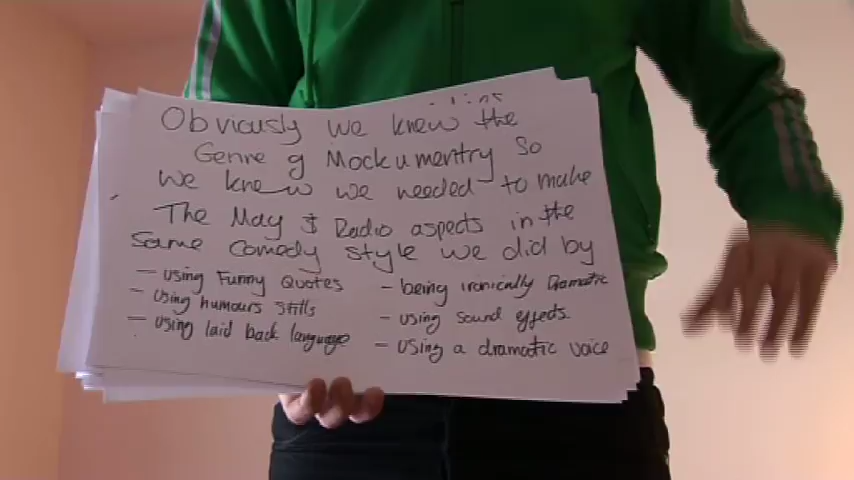 Obviously we knew the
Genre of Mockumentry so
we knew we needed to make
The Mag & Radio aspects in the
Same Comedy style we did by
- using Funny Quotes
- using humours stills
- using laid back language
- being ironically Dramatic
- using sound effects.
- using a dramatic voice